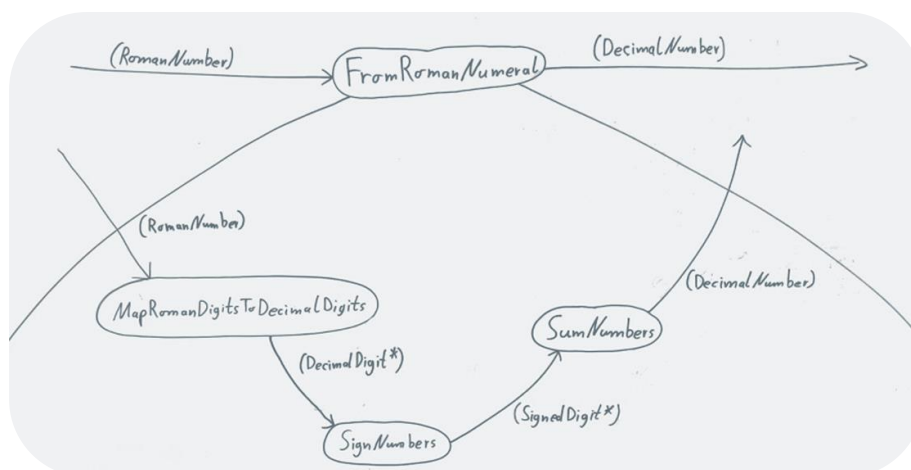 (RomanNumber)
FromRomanNumeral
(DecimalNumber)
(RomanNumber)
MapRomanDigitsToDecimalDigits
(DecimalDigit*)
SignNumbers
(SignedDigit*)
SumNumbers
(DecimalNumber)